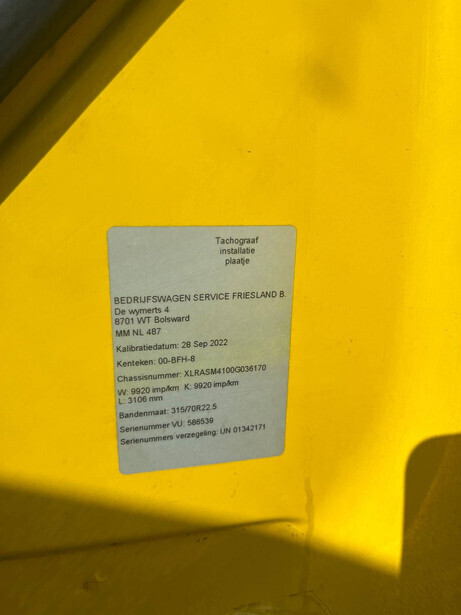 Tachograaf
installatie
plaatje
BEDRIJFSWAGEN SERVICE FRIESLAND B.
De wymerts 4
8701 WT Bolsward
MM NL 487
Kalibratiedatum: 28 Sep 2022
Kenteken: 00-BFH-8
Chassisnummer: XLRASM4100G036170
W: 9920 imp/km K: 9920 imp/km
L: 3106 mm
Bandenmaat: 315/70R22.5
Serienummer VU: 586539
Serienummers verzegeling: UN 01342171